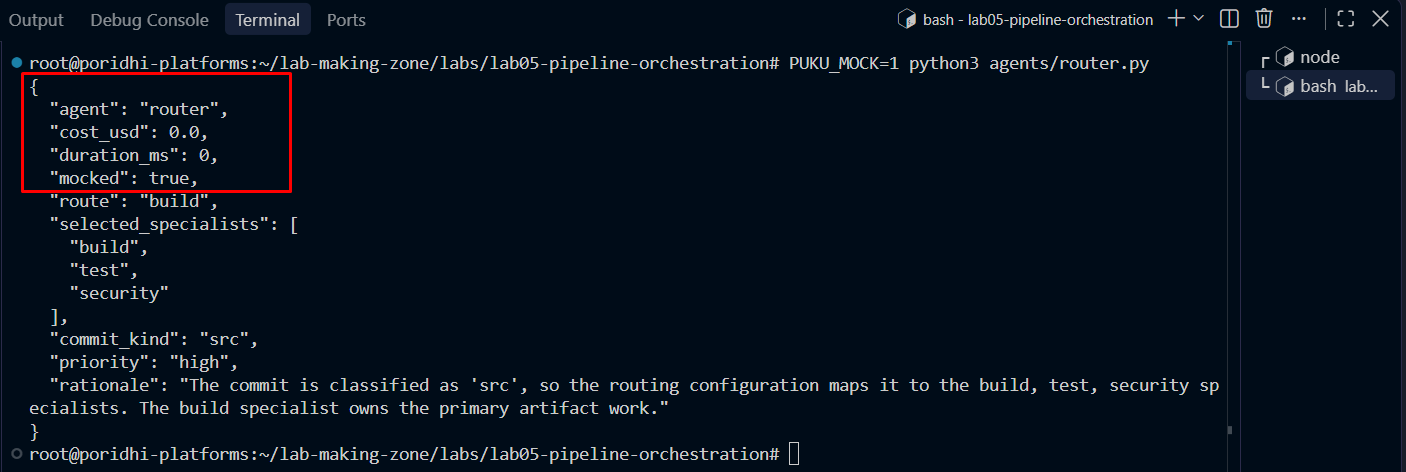 Output Debug Console Terminal Ports
bash - lab05-pipeline-orchestration
node
bash lab...
root@poridhi-platforms:~/lab-making-zone/labs/lab05-pipeline-orchestration# PUKU_MOCK=1 python3 agents/router.py
{
  "agent": "router",
  "cost_usd": 0.0,
  "duration_ms": 0,
  "mocked": true,
  "route": "build",
  "selected_specialists": [
    "build",
    "test",
    "security"
  ],
  "commit_kind": "src",
  "priority": "high",
  "rationale": "The commit is classified as 'src', so the routing configuration maps it to the build, test, security sp
ecialists. The build specialist owns the primary artifact work."
}
root@poridhi-platforms:~/lab-making-zone/labs/lab05-pipeline-orchestration#